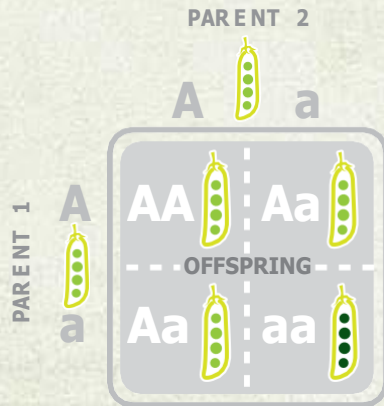 PARENT 2
A a
PARENT 1
A
a
AA Aa
OFFSPRING
Aa aa